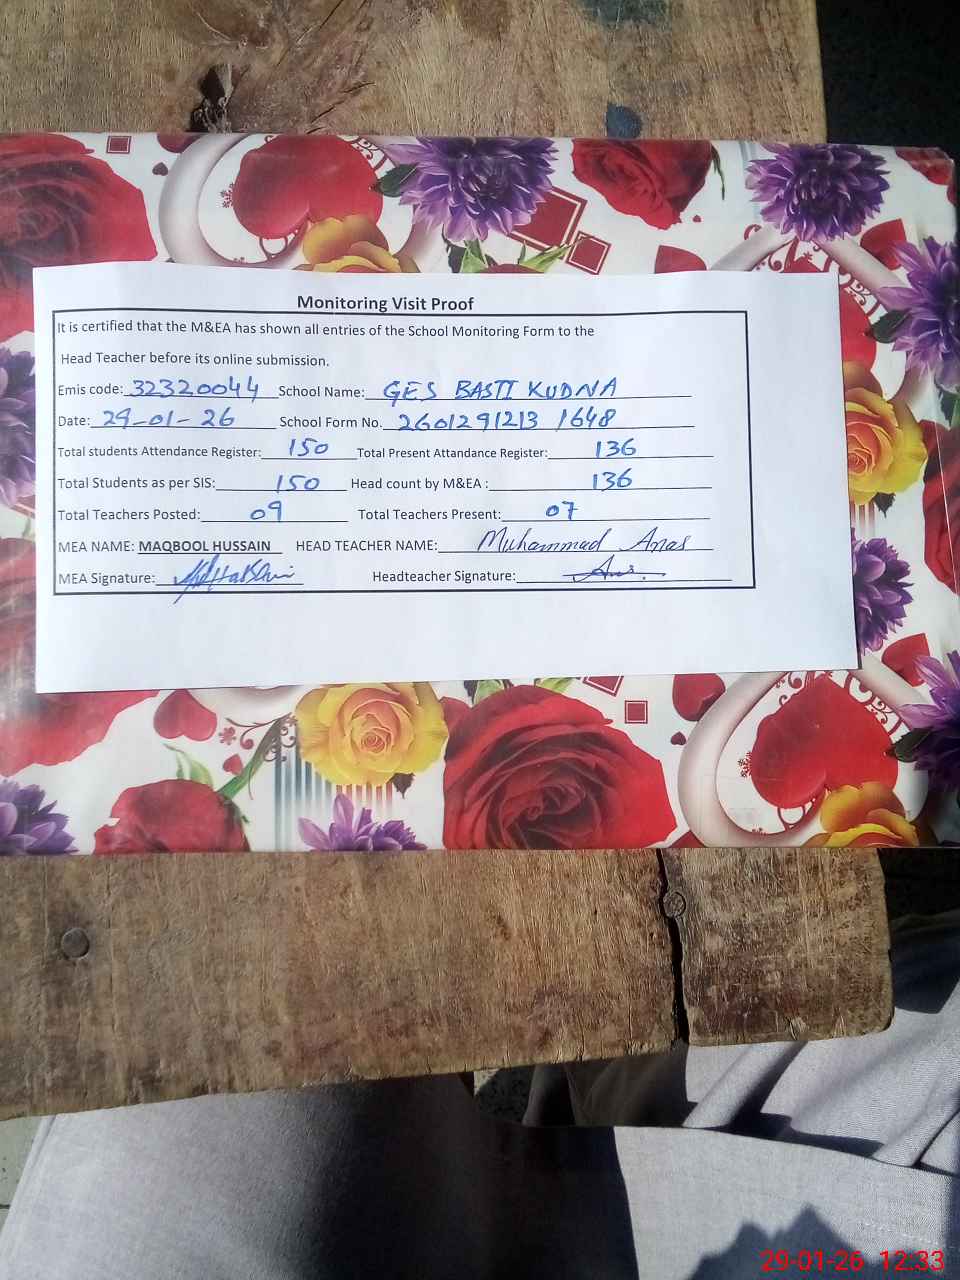 Monitoring Visit Proof
It is certified that the M&EA has shown all entries of the School Monitoring Form to the
Head Teacher before its online submission.
Emis code: 32320044 School Name: GES BASTI KUDNA
Date: 29-01-26 School Form No. 2601291213 1648
Total students Attendance Register: 150 Total Present Attandance Register: 136
Total Students as per SIS: 150 Head count by M&EA : 136
Total Teachers Posted: 09 Total Teachers Present: 07
MEA NAME: MAQBOOL HUSSAIN HEAD TEACHER NAME: Muhammad Anas
MEA Signature: Headteacher Signature: Anas
29-01-26 12:33